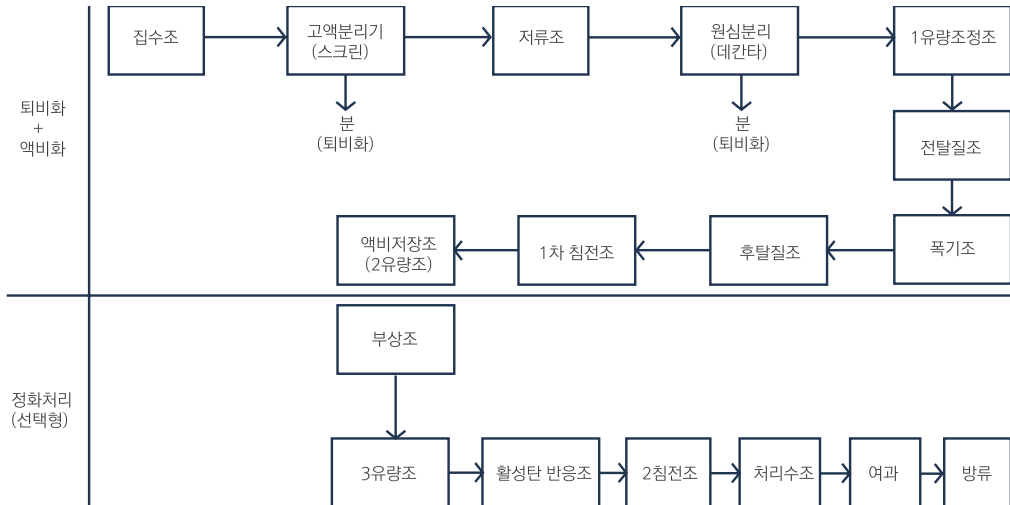 퇴비화
+
액비화
집수조
고액분리기
(스크린)
저류조
원심분리
(데칸타)
1유량조정조
분
(퇴비화)
분
(퇴비화)
전탈질조
폭기조
후탈질조
1차 침전조
액비저장조
(2유량조)
정화처리
(선택형)
부상조
3유량조
활성탄 반응조
2침전조
처리수조
여과
방류